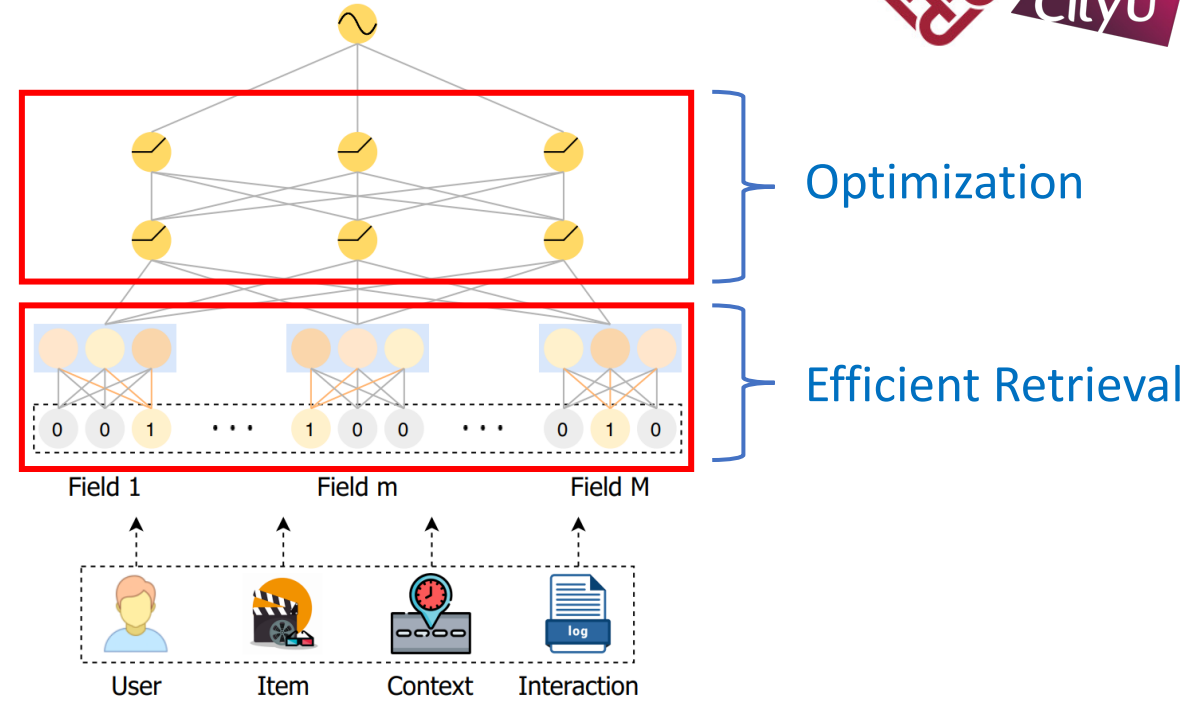 CityU
Optimization
Efficient Retrieval
0 0 1 ··· 1 0 0 ··· 0 1 0
Field 1 Field m Field M
log
User Item Context Interaction